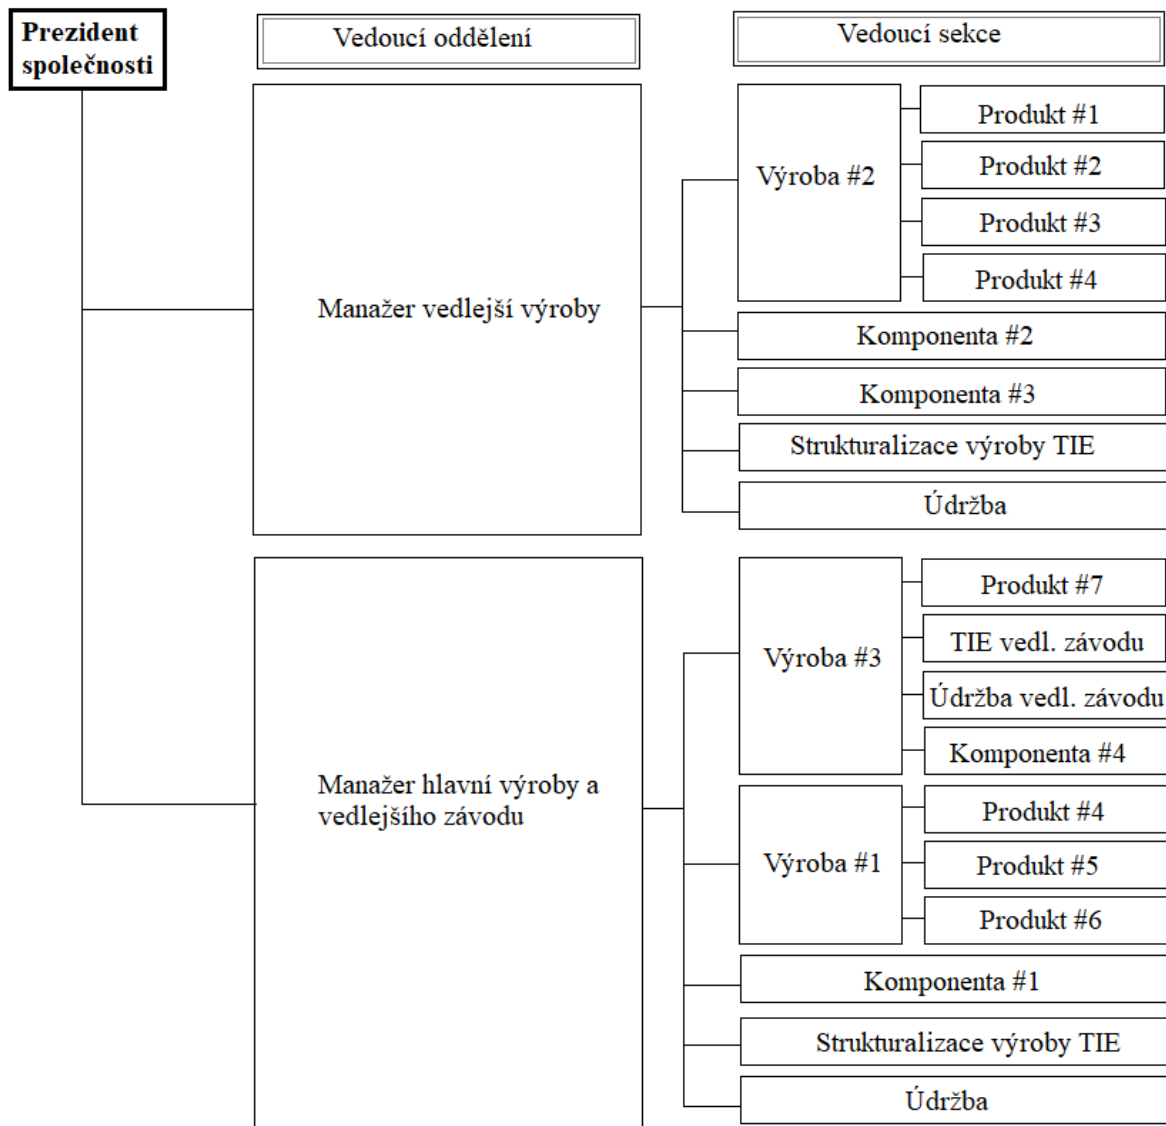 Prezident
společnosti
Vedoucí oddělení
Vedoucí sekce
Manažer vedlejší výroby
Výroba #2
Produkt #1
Produkt #2
Produkt #3
Produkt #4
Komponenta #2
Komponenta #3
Strukturalizace výroby TIE
Údržba
Manažer hlavní výroby a
vedlejšího závodu
Výroba #3
Produkt #7
TIE vedl. závodu
Údržba vedl. závodu
Komponenta #4
Výroba #1
Produkt #4
Produkt #5
Produkt #6
Komponenta #1
Strukturalizace výroby TIE
Údržba